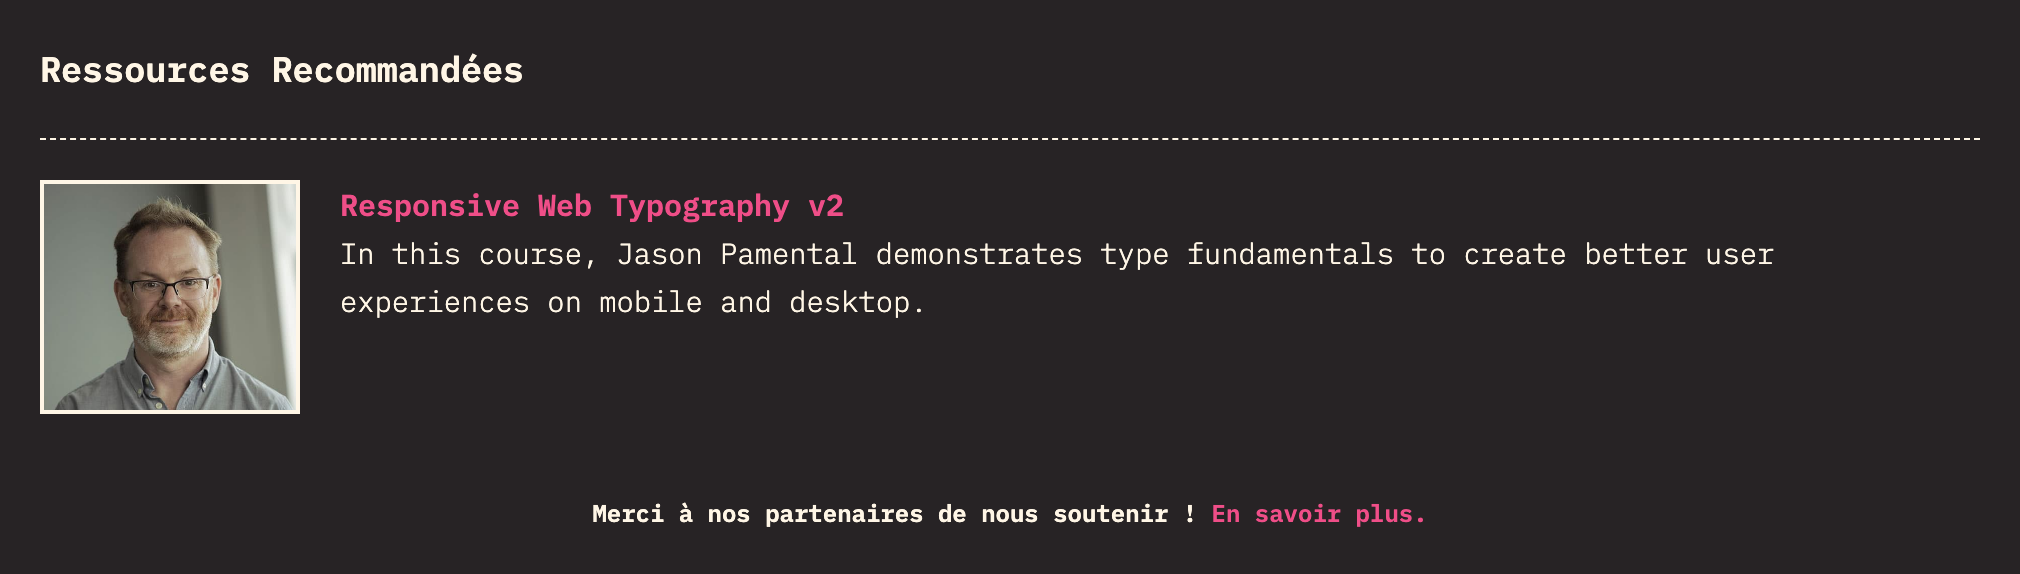 Ressources Recommandées
Responsive Web Typography v2
In this course, Jason Pamental demonstrates type fundamentals to create better user
experiences on mobile and desktop.
Merci à nos partenaires de nous soutenir ! En savoir plus.